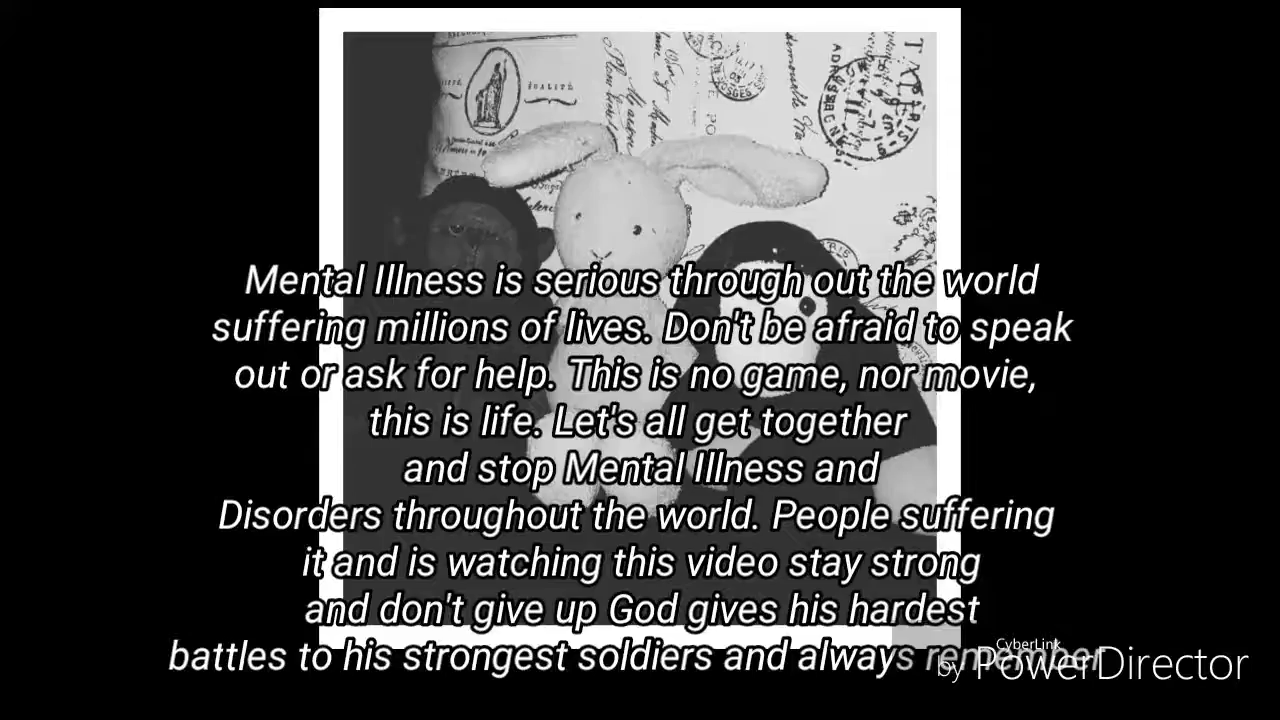 ÉGALITÉ
PARIS
Mental Illness is serious through out the world
suffering millions of lives. Don't be afraid to speak
out or ask for help. This is no game, nor movie,
this is life. Let's all get together
and stop Mental Illness and
Disorders throughout the world. People suffering
it and is watching this video stay strong
and don't give up God gives his hardest
battles to his strongest soldiers and always remember
CyberLink
by PowerDirector